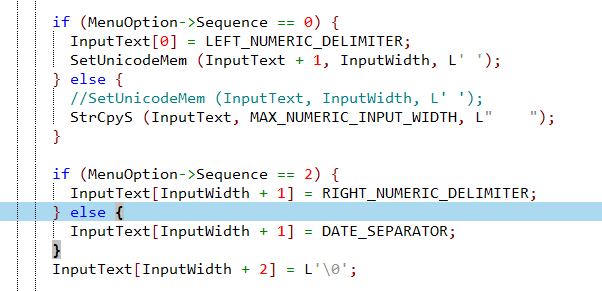 if (MenuOption->Sequence == 0) {
  InputText[0] = LEFT_NUMERIC_DELIMITER;
  SetUnicodeMem (InputText + 1, InputWidth, L' ');
} else {
  //SetUnicodeMem (InputText, InputWidth, L' ');
  StrCpyS (InputText, MAX_NUMERIC_INPUT_WIDTH, L"    ");
}

if (MenuOption->Sequence == 2) {
  InputText[InputWidth + 1] = RIGHT_NUMERIC_DELIMITER;
} else {
  InputText[InputWidth + 1] = DATE_SEPARATOR;
}
InputText[InputWidth + 2] = L'\0';